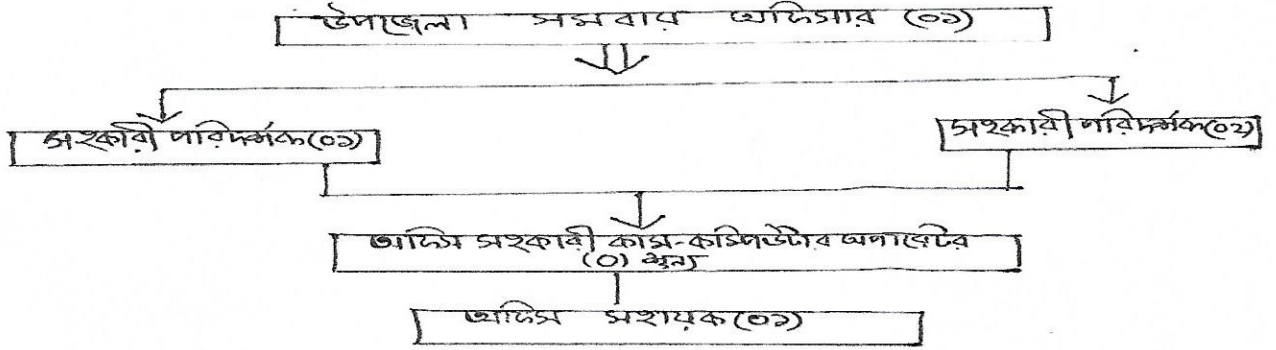 উপজেলা সমবায় অফিসার (০১)
সহকারী পরিদর্শক(০১)
সহকারী পরিদর্শক(০২)
অফিস সহকারী কাম-কম্পিউটার অপারেটর
(০) শূন্য
অফিস সহায়ক(০১)